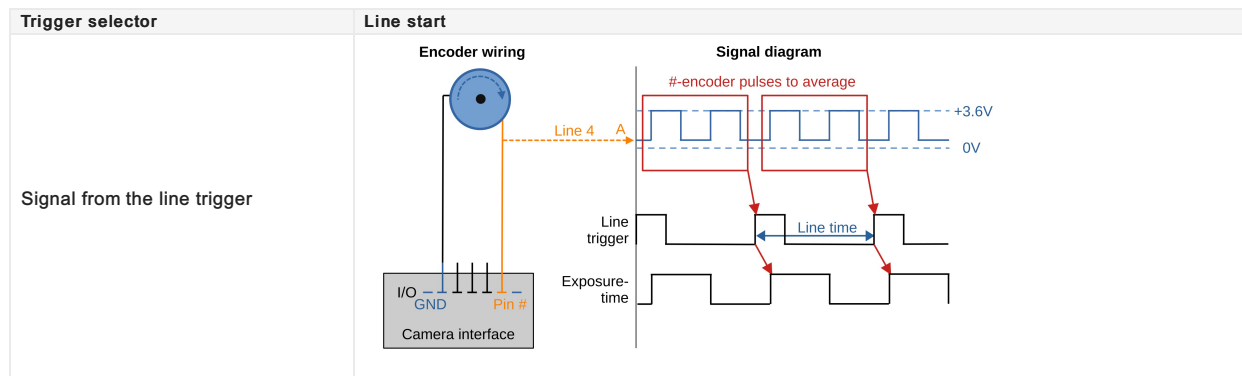 Trigger selector
Line start
Signal from the line trigger
Encoder wiring
Signal diagram
#-encoder pulses to average
+3.6V
Line 4
A
0V
Line
trigger
Line time
Exposure-
time
I/O
GND
Pin #
Camera interface